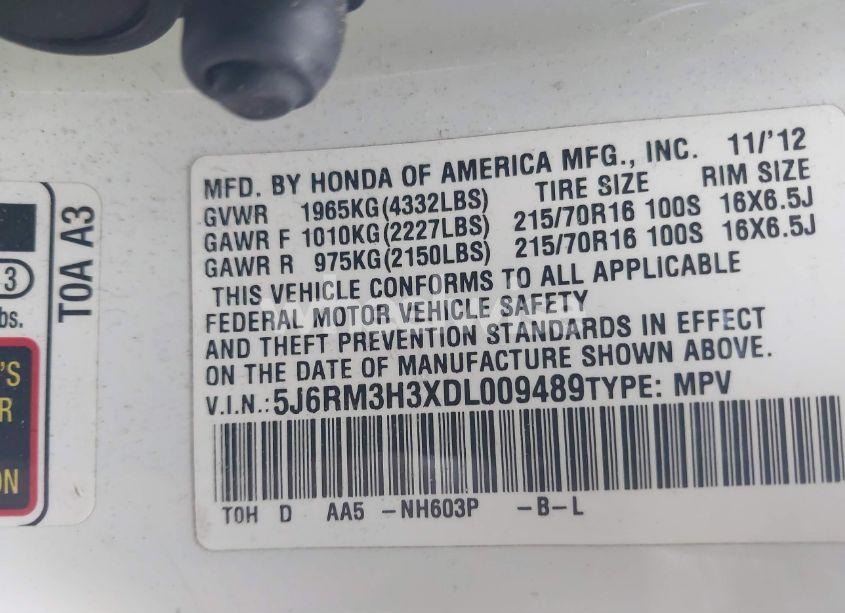 MFD. BY HONDA OF AMERICA MFG., INC. 11/'12
GVWR 1965KG(4332LBS) TIRE SIZE RIM SIZE
GAWR F 1010KG(2227LBS) 215/70R16 100S 16X6.5J
GAWR R 975KG(2150LBS) 215/70R16 100S 16X6.5J
THIS VEHICLE CONFORMS TO ALL APPLICABLE
FEDERAL MOTOR VEHICLE SAFETY
AND THEFT PREVENTION STANDARDS IN EFFECT
ON THE DATE OF MANUFACTURE SHOWN ABOVE.
V.I.N.:5J6RM3H3XDL009489TYPE: MPV
T0H D AA5 -NH603P -B-L
T0A A3
3
bs.
'S
R
ON